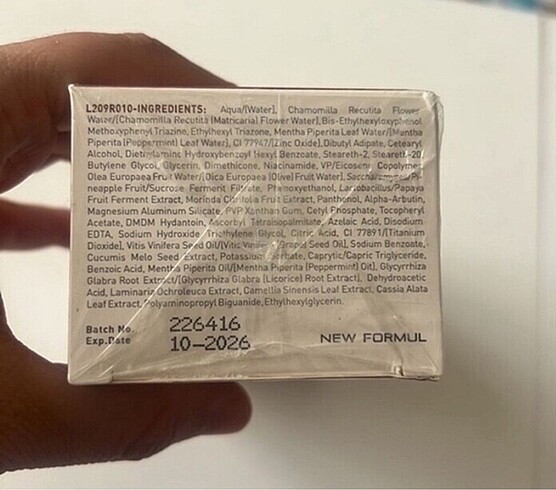 L209R010-INGREDIENTS: Aqua/(Water), Chamomilla Recutita Flower
Water/(Chamomilla Recutita (Matricaria) Flower Water), Bis-Ethylhexyloxyphenol
Methoxyphenyl Triazine, Ethylhexyl Triazone, Mentha Piperita Leaf Water/(Mentha
Piperita (Peppermint) Leaf Water), CI 77947/(Zinc Oxide), Dibutyl Adipate, Cetearyl
Alcohol, Diethylaminc Hydroxybenzoyl Hexyl Benzoate, Steareth-2, Steareth-20,
Butylene Glycol, Glycerin, Dimethicone, Niacinamide, VP/Eicosene Copolymer,
Olea Europaea Fruit Water/(Olea Europaea (Olive) Fruit Water), Saccharomyces/Pi-
neapple Fruit/Sucrose Ferment Filtrate, Phenoxyethanol, Lactobacillus/Papaya
Fruit Ferment Extract, Morinda Citrifolia Fruit Extract, Panthenol, Alpha-Arbutin,
Magnesium Aluminum Silicate, PVP Xanthan Gum, Cetyl Phosphate, Tocopheryl
Acetate, DMDM Hydantoin, Ascorbyl Tetraisopalmitate, Azelaic Acid, Disodium
EDTA, Sodium Hydroxide Triethylene Glycol, Citric Acid, CI 77891/(Titanium
Dioxide), Vitis Vinifera Seed Oil/(Vitis Vinifera (Grape) Seed Oil), Sodium Benzoate,
Cucumis Melo Seed Extract, Potassium Sorbate, Caprylic/Capric Triglyceride,
Benzoic Acid, Mentha Piperita Oil/(Mentha Piperita (Peppermint) Oil), Glycyrrhiza
Glabra Root Extract/(Glycyrrhiza Glabra (Licorice) Root Extract), Dehydroacetic
Acid, Laminaria Ochroleuca Extract, Camellia Sinensis Leaf Extract, Cassia Alata
Leaf Extract, Polyaminopropyl Biguanide, Ethylhexylglycerin.
Batch No. 226416
Exp.Date 10-2026
NEW FORMUL